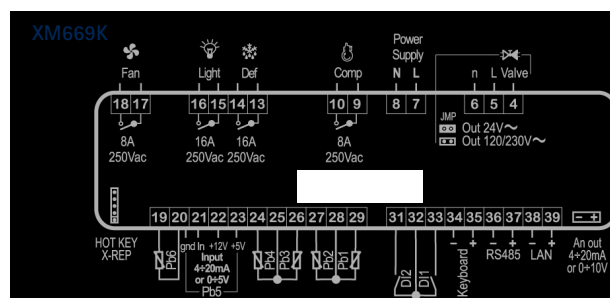 XM669K
Power
Supply
Fan Light Def Comp N L n L Valve
18 17 16 15 14 13 10 9 8 7 6 5 4
8A 16A 16A 8A
250Vac 250Vac 250Vac 250Vac
JMP
Out 24V~
Out 120/230V~
19 20 21 22 23 24 25 26 27 28 29 31 32 33 34 35 36 37 38 39 - +
HOT KEY
X-REP
Pb6
gnd In +12V +5V
Input
4÷20mA
or 0÷5V
Pb5
Pb4
Pb3
Pb2
Pb1
DI2
DI1
- + - + - +
Keyboard
RS485
LAN
An out
4÷20mA
or 0÷10V